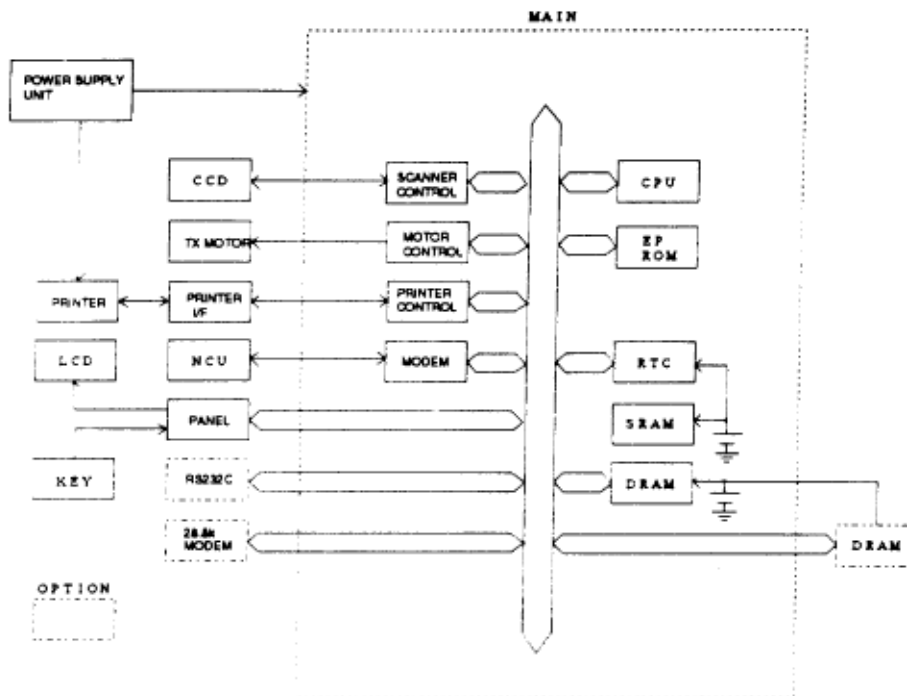 MAIN
POWER SUPPLY
UNIT
CCD
SCANNER
CONTROL
CPU
TX MOTOR
MOTOR
CONTROL
EP
ROM
PRINTER
PRINTER
I/F
PRINTER
CONTROL
LCD
NCU
MODEM
RTC
PANEL
SRAM
KEY
RS232C
DRAM
28.8k
MODEM
DRAM
OPTION